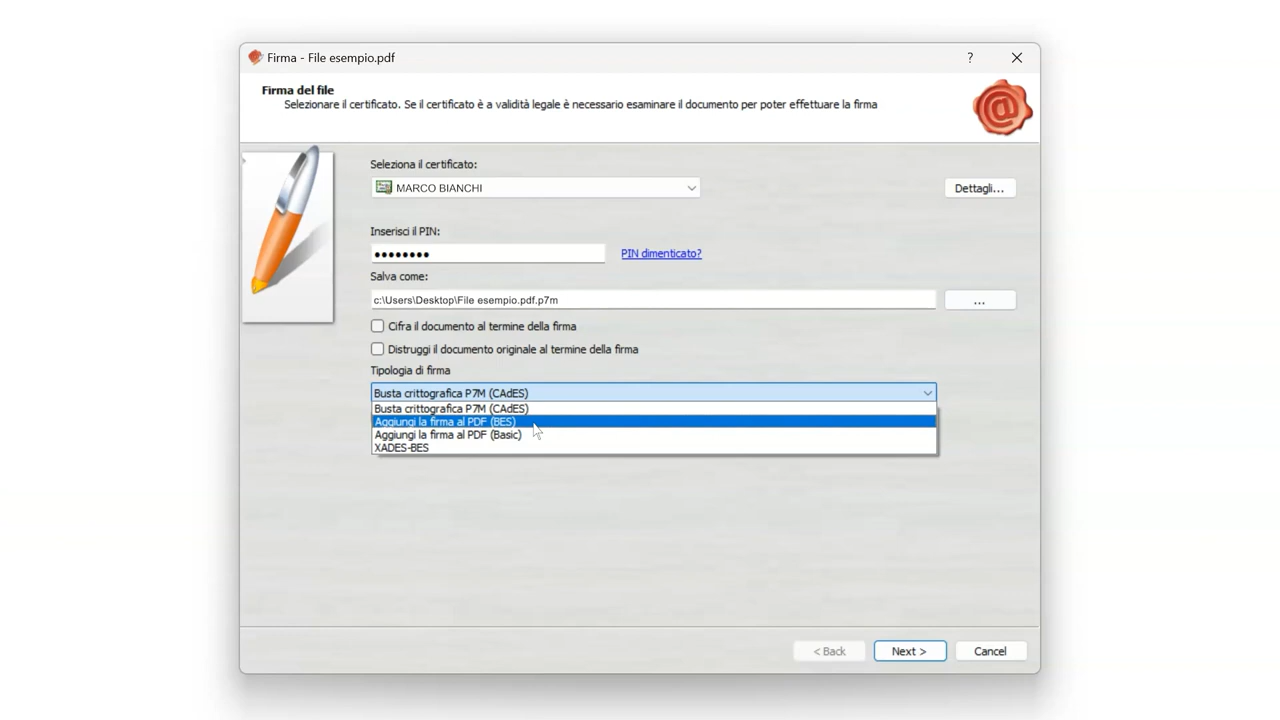 Firma - File esempio.pdf
?
Firma del file
Selezionare il certificato. Se il certificato è a validità legale è necessario esaminare il documento per poter effettuare la firma
@
Seleziona il certificato:
MARCO BIANCHI
Dettagli...
Inserisci il PIN:
●●●●●●●●
PIN dimenticato?
Salva come:
c:\Users\Desktop\File esempio.pdf.p7m
...
Cifra il documento al termine della firma
Distruggi il documento originale al termine della firma
Tipologia di firma
Busta crittografica P7M (CAdES)
Busta crittografica P7M (CAdES)
Aggiungi la firma al PDF (BES)
Aggiungi la firma al PDF (Basic)
XADES-BES
< Back
Next >
Cancel